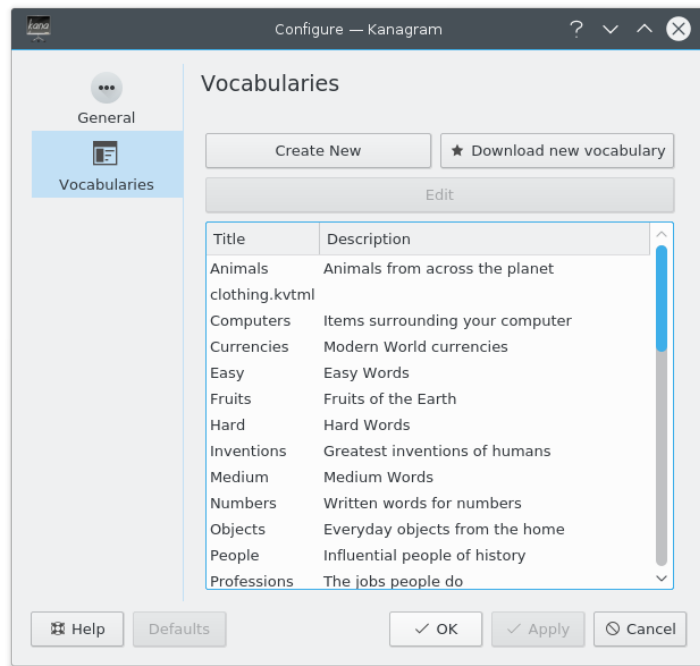 kana
Configure — Kanagram
?
General
Vocabularies
Vocabularies
Create New
★ Download new vocabulary
Edit
Title Description
Animals Animals from across the planet
clothing.kvtml
Computers Items surrounding your computer
Currencies Modern World currencies
Easy Easy Words
Fruits Fruits of the Earth
Hard Hard Words
Inventions Greatest inventions of humans
Medium Medium Words
Numbers Written words for numbers
Objects Everyday objects from the home
People Influential people of history
Professions The jobs people do
Help Defaults OK Apply Cancel